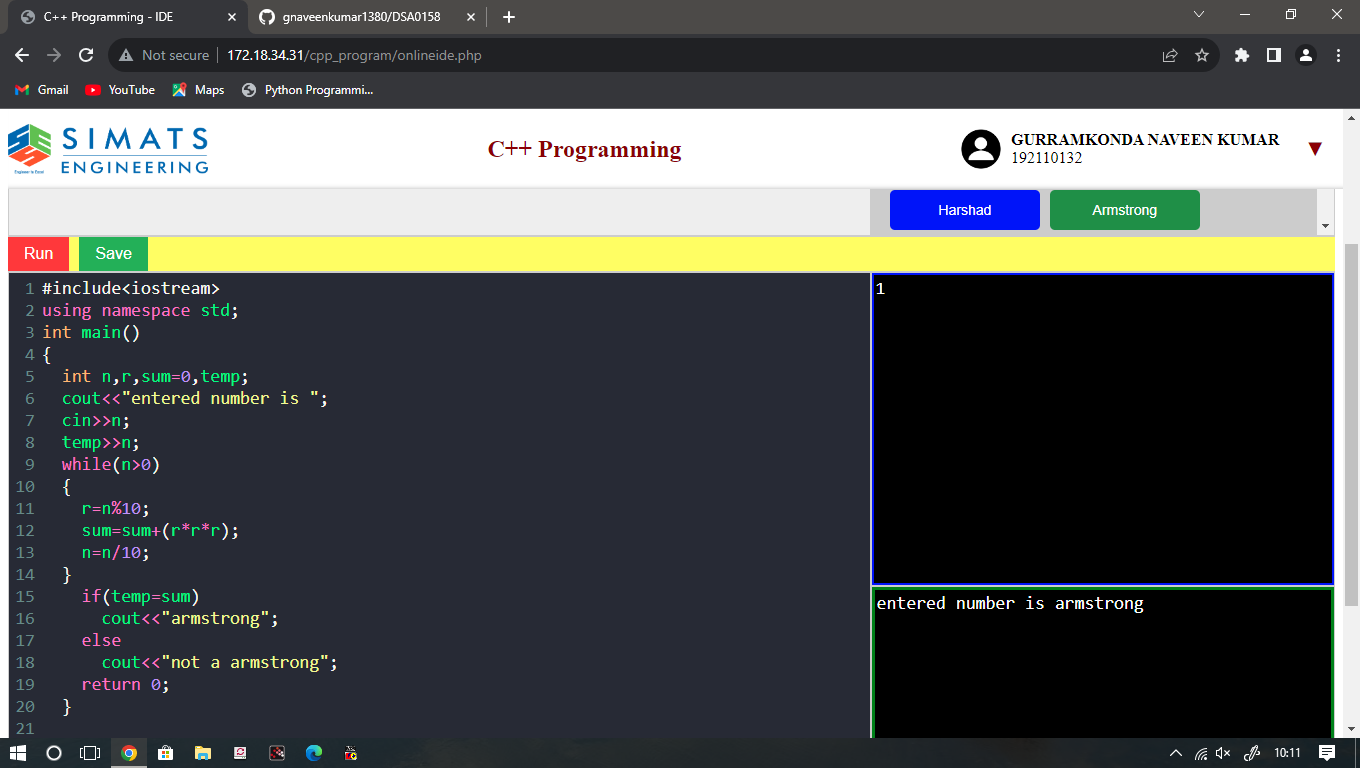 C++ Programming - IDE
gnaveenkumar1380/DSA0158
Not secure
172.18.34.31/cpp_program/onlineide.php
Gmail
YouTube
Maps
Python Programmi...
SIMATS
ENGINEERING
C++ Programming
GURRAMKONDA NAVEEN KUMAR
192110132
Harshad
Armstrong
Run
Save
1 #include<iostream>
2 using namespace std;
3 int main()
4 {
5 int n,r,sum=0,temp;
6 cout<<"entered number is ";
7 cin>>n;
8 temp>>n;
9 while(n>0)
10 {
11 r=n%10;
12 sum=sum+(r*r*r);
13 n=n/10;
14 }
15 if(temp=sum)
16 cout<<"armstrong";
17 else
18 cout<<"not a armstrong";
19 return 0;
20 }
21
1
entered number is armstrong
10:11